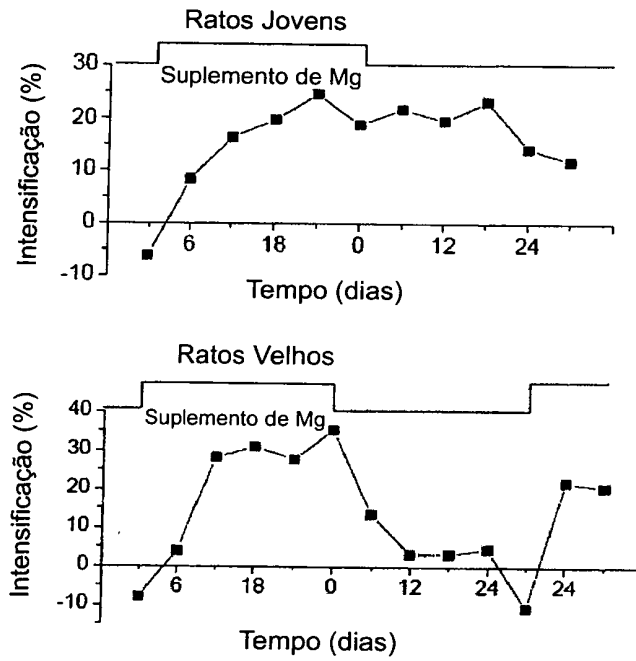 Ratos Jovens
Suplemento de Mg
Intensificação (%)
30
20
10
0
-10
6 18 0 12 24
Tempo (dias)
Ratos Velhos
Suplemento de Mg
Intensificação (%)
40
30
20
10
0
-10
6 18 0 12 24 24
Tempo (dias)